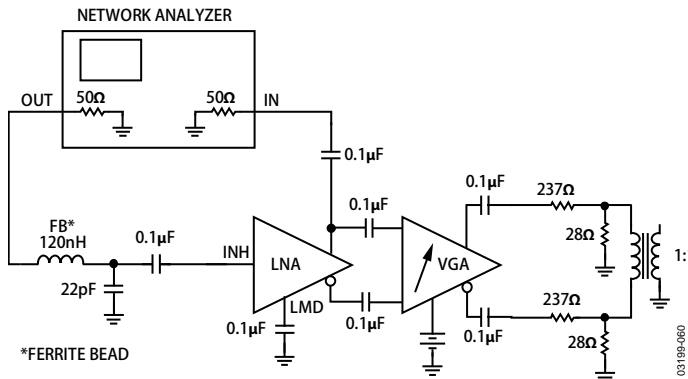 NETWORK ANALYZER
OUT
50Ω
50Ω
IN
0.1µF
FB*
120nH
0.1µF
0.1µF
0.1µF
237Ω
28Ω
1:
INH
LNA
VGA
22pF
LMD
0.1µF
0.1µF
0.1µF
237Ω
28Ω
*FERRITE BEAD
03199-060